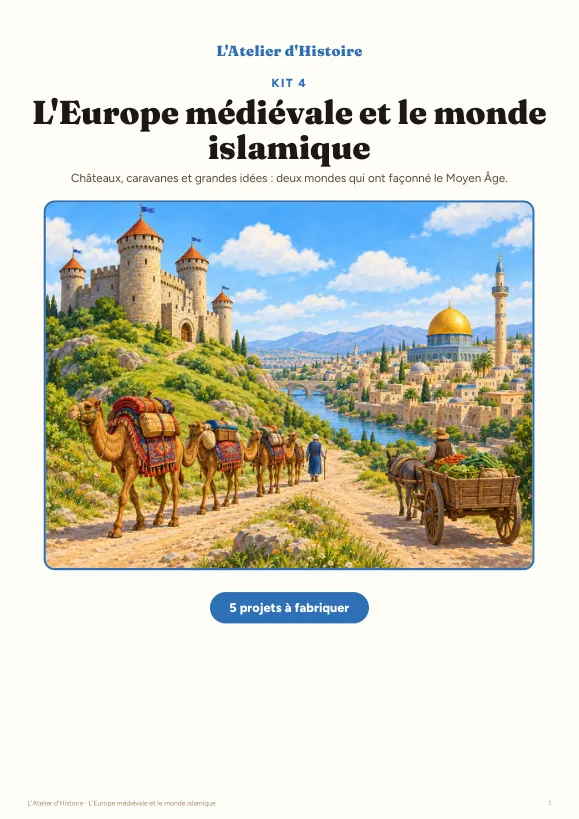 L'Atelier d'Histoire
KIT 4
L'Europe médiévale et le monde
islamique
Châteaux, caravanes et grandes idées : deux mondes qui ont façonné le Moyen Âge.
5 projets à fabriquer
L'Atelier d'Histoire · L'Europe médiévale et le monde islamique
1